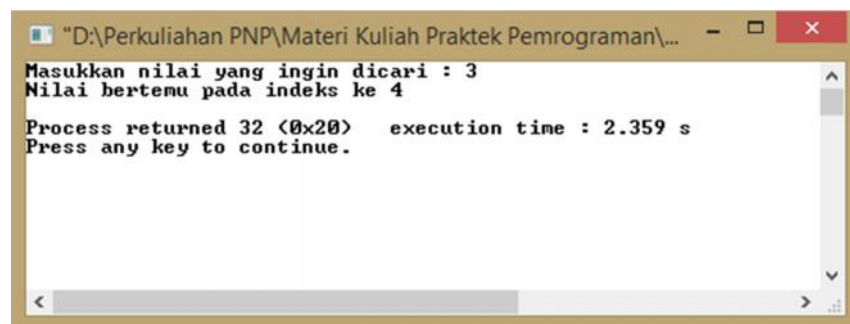 "D:\Perkuliahan PNP\Materi Kuliah Praktek Pemrograman\...
Masukkan nilai yang ingin dicari : 3
Nilai bertemu pada indeks ke 4
Process returned 32 (0x20) execution time : 2.359 s
Press any key to continue.